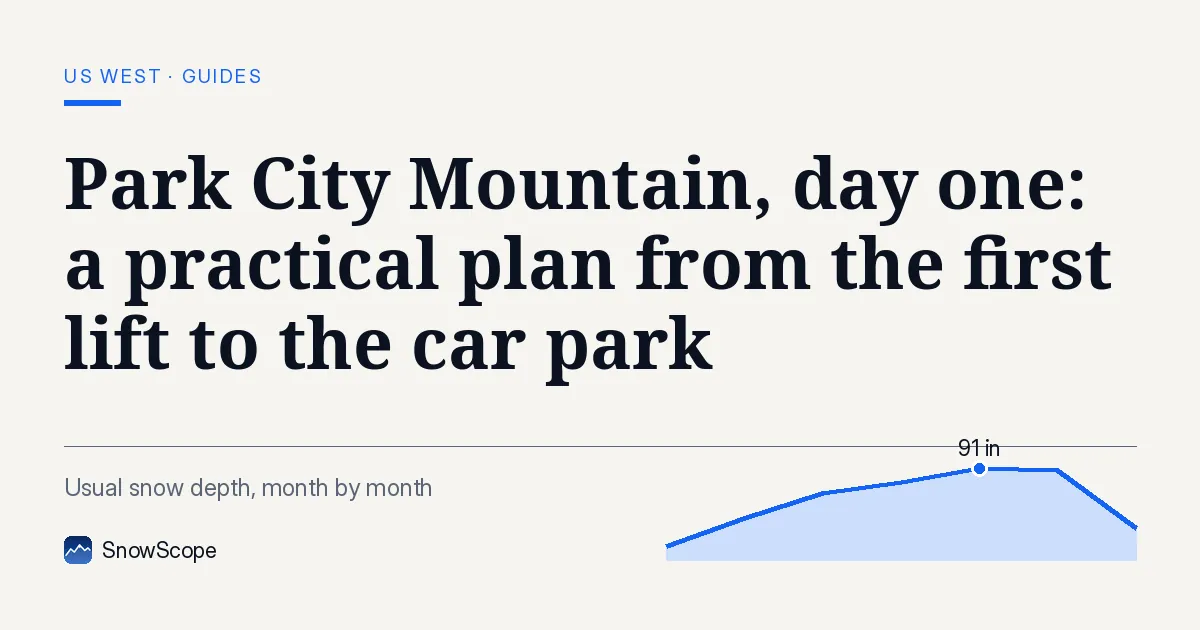 US WEST · GUIDES
Park City Mountain, day one:
a practical plan from the first
lift to the car park
91 in
Usual snow depth, month by month
SnowScope